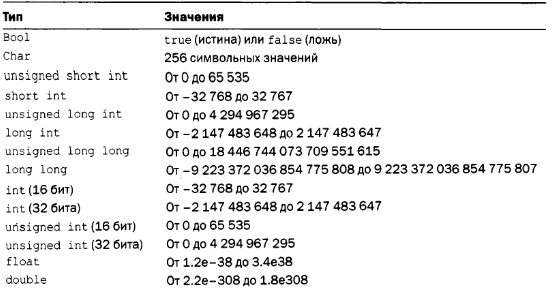 Тип Значения
Bool true (истина) или false (ложь)
Char 256 символьных значений
unsigned short int От 0 до 65 535
short int От –32 768 до 32 767
unsigned long int От 0 до 4 294 967 295
long int От –2 147 483 648 до 2 147 483 647
unsigned long long От 0 до 18 446 744 073 709 551 615
long long От –9 223 372 036 854 775 808 до 9 223 372 036 854 775 807
int (16 бит) От –32 768 до 32 767
int (32 бита) От –2 147 483 648 до 2 147 483 647
unsigned int (16 бит) От 0 до 65 535
unsigned int (32 бита) От 0 до 4 294 967 295
float От 1.2e–38 до 3.4e38
double От 2.2e–308 до 1.8e308